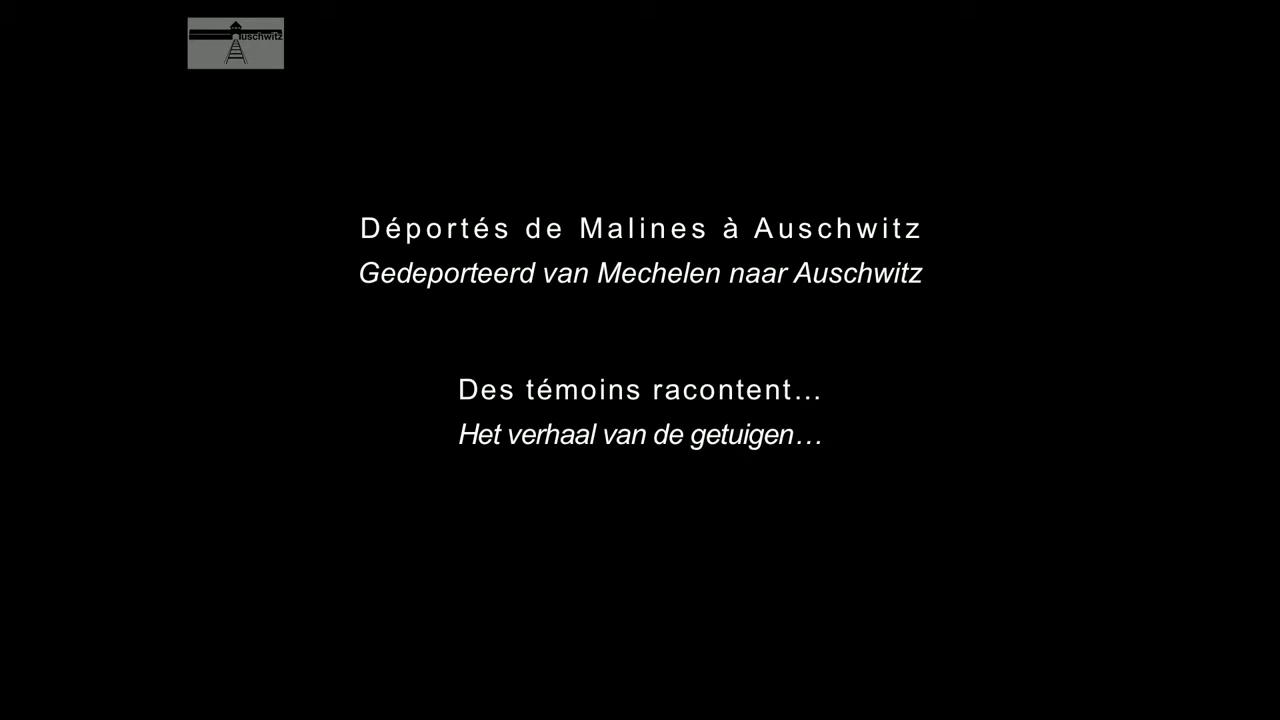 Auschwitz
Déportés de Malines à Auschwitz
Gedeporteerd van Mechelen naar Auschwitz
Des témoins racontent...
Het verhaal van de getuigen...